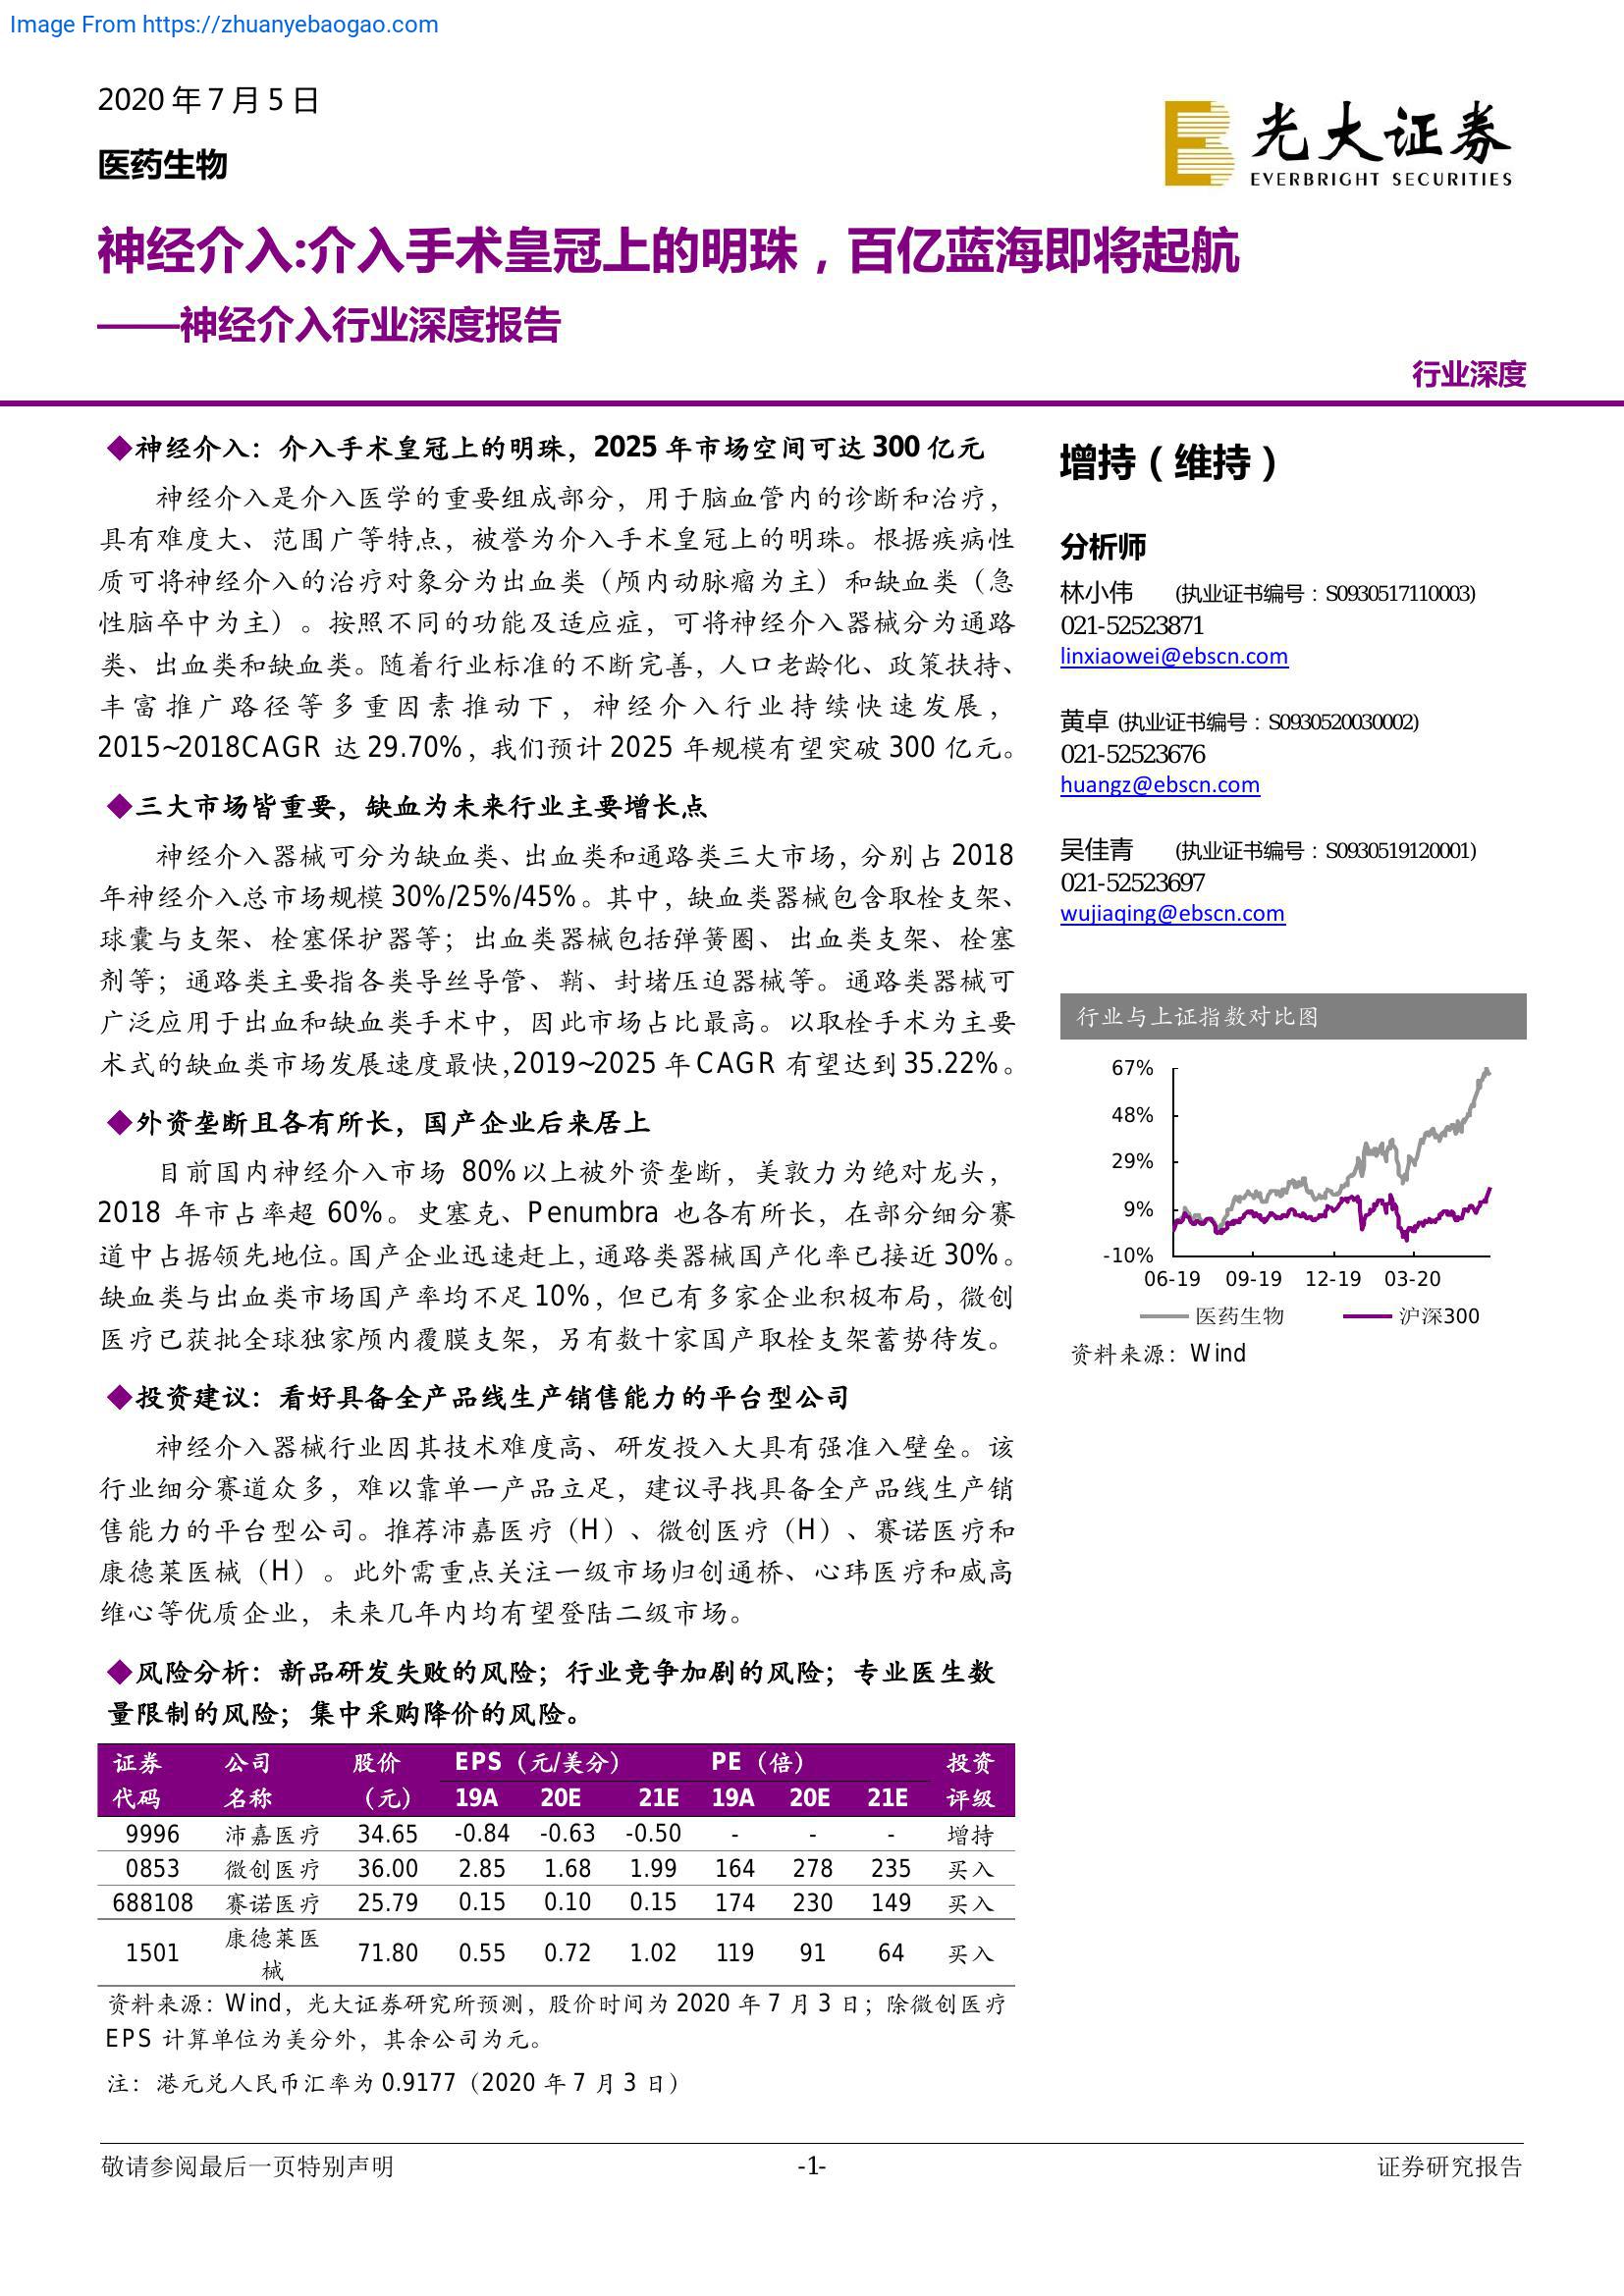 Image From https://zhuanyebaogao.com
2020 年 7 月 5 日
医药生物
光大证券
EVERBRIGHT SECURITIES
神经介入:介入手术皇冠上的明珠，百亿蓝海即将起航
——神经介入行业深度报告
行业深度
◆神经介入：介入手术皇冠上的明珠，2025 年市场空间可达 300 亿元
神经介入是介入医学的重要组成部分，用于脑血管内的诊断和治疗，
具有难度大、范围广等特点，被誉为介入手术皇冠上的明珠。根据疾病性
质可将神经介入的治疗对象分为出血类（颅内动脉瘤为主）和缺血类（急
性脑卒中为主）。按照不同的功能及适应症，可将神经介入器械分为通路
类、出血类和缺血类。随着行业标准的不断完善，人口老龄化、政策扶持、
丰富推广路径等多重因素推动下，神经介入行业持续快速发展，
2015~2018CAGR 达 29.70%，我们预计 2025 年规模有望突破 300 亿元。
◆三大市场皆重要，缺血为未来行业主要增长点
神经介入器械可分为缺血类、出血类和通路类三大市场，分别占 2018
年神经介入总市场规模 30%/25%/45%。其中，缺血类器械包含取栓支架、
球囊与支架、栓塞保护器等；出血类器械包括弹簧圈、出血类支架、栓塞
剂等；通路类主要指各类导丝导管、鞘、封堵压迫器械等。通路类器械可
广泛应用于出血和缺血类手术中，因此市场占比最高。以取栓手术为主要
术式的缺血类市场发展速度最快,2019~2025 年 CAGR 有望达到 35.22%。
◆外资垄断且各有所长，国产企业后来居上
目前国内神经介入市场 80%以上被外资垄断，美敦力为绝对龙头，
2018 年市占率超 60%。史塞克、Penumbra 也各有所长，在部分细分赛
道中占据领先地位。国产企业迅速赶上，通路类器械国产化率已接近 30%。
缺血类与出血类市场国产率均不足 10%，但已有多家企业积极布局，微创
医疗已获批全球独家颅内覆膜支架，另有数十家国产取栓支架蓄势待发。
◆投资建议：看好具备全产品线生产销售能力的平台型公司
神经介入器械行业因其技术难度高、研发投入大具有强准入壁垒。该
行业细分赛道众多，难以靠单一产品立足，建议寻找具备全产品线生产销
售能力的平台型公司。推荐沛嘉医疗（H）、微创医疗（H）、赛诺医疗和
康德莱医械（H）。此外需重点关注一级市场归创通桥、心玮医疗和威高
维心等优质企业，未来几年内均有望登陆二级市场。
◆风险分析：新品研发失败的风险；行业竞争加剧的风险；专业医生数
量限制的风险；集中采购降价的风险。
证券 公司 股价 EPS（元/美分） PE（倍） 投资
代码 名称 （元） 19A 20E 21E 19A 20E 21E 评级
9996 沛嘉医疗 34.65 -0.84 -0.63 -0.50 - - - 增持
0853 微创医疗 36.00 2.85 1.68 1.99 164 278 235 买入
688108 赛诺医疗 25.79 0.15 0.10 0.15 174 230 149 买入
1501 康德莱医械 71.80 0.55 0.72 1.02 119 91 64 买入
资料来源：Wind，光大证券研究所预测，股价时间为 2020 年 7 月 3 日；除微创医疗
EPS 计算单位为美分外，其余公司为元。
注：港元兑人民币汇率为 0.9177（2020 年 7 月 3 日）
增持（维持）
分析师
林小伟 (执业证书编号：S0930517110003)
021-52523871
linxiaowei@ebscn.com
黄卓 (执业证书编号：S0930520030002)
021-52523676
huangz@ebscn.com
吴佳青 (执业证书编号：S0930519120001)
021-52523697
wujiaqing@ebscn.com
行业与上证指数对比图
67%
48%
29%
9%
-10%
06-19 09-19 12-19 03-20
医药生物 沪深300
资料来源：Wind
敬请参阅最后一页特别声明 -1- 证券研究报告